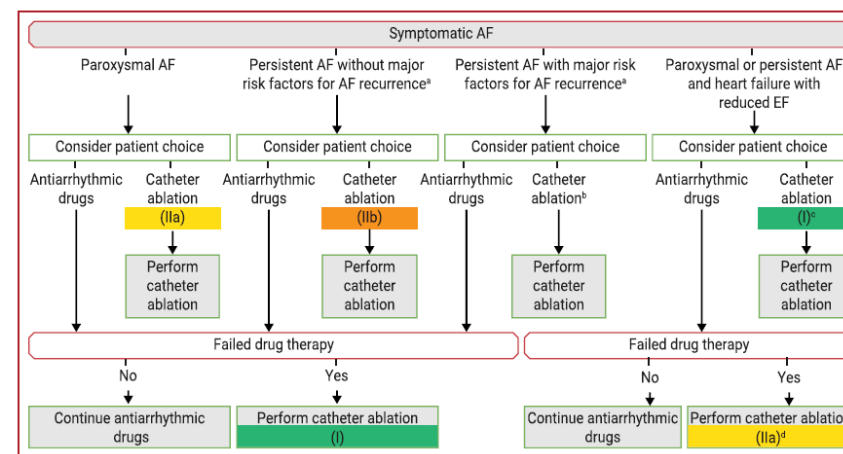 Symptomatic AF
Paroxysmal AF
Persistent AF without major
risk factors for AF recurrenceᵃ
Persistent AF with major risk
factors for AF recurrenceᵃ
Paroxysmal or persistent AF
and heart failure with
reduced EF
Consider patient choice
Consider patient choice
Consider patient choice
Consider patient choice
Antiarrhythmic
drugs
Catheter
ablation
(IIa)
Antiarrhythmic
drugs
Catheter
ablation
(IIb)
Antiarrhythmic
drugs
Catheter
ablationᵇ
Antiarrhythmic
drugs
Catheter
ablation
(I)ᶜ
Perform
catheter
ablation
Perform
catheter
ablation
Perform
catheter
ablation
Perform
catheter
ablation
Failed drug therapy
Failed drug therapy
No
Yes
No
Yes
Continue antiarrhythmic
drugs
Perform catheter ablation
(I)
Continue antiarrhythmic
drugs
Perform catheter ablatio
(IIa)ᵈ